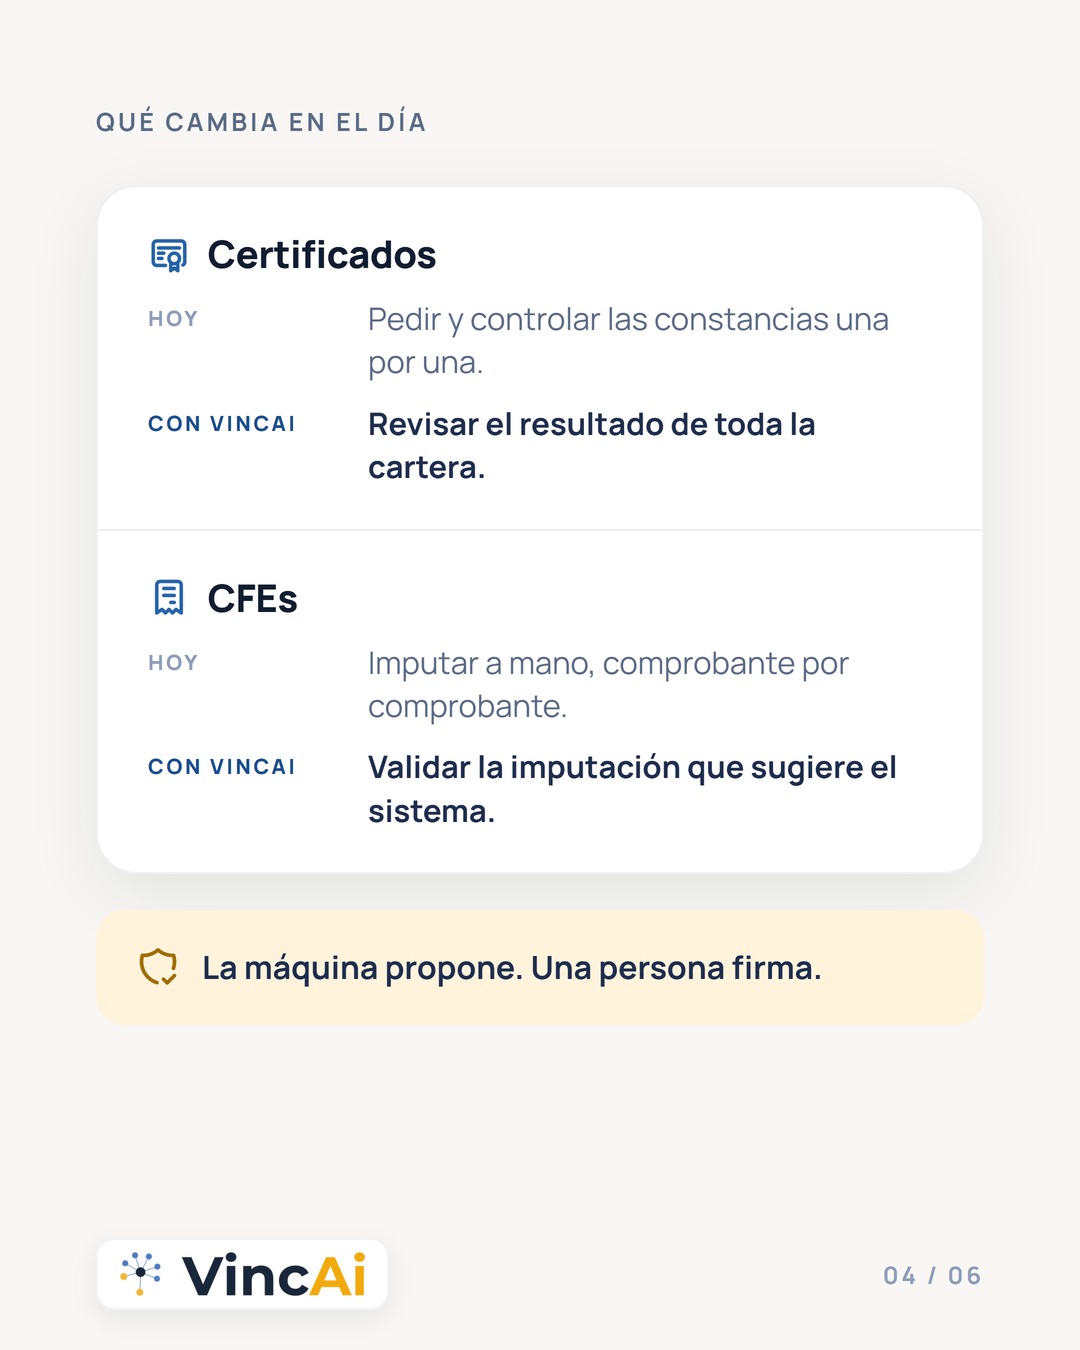 QUÉ CAMBIA EN EL DÍA
Certificados
HOY
Pedir y controlar las constancias una
por una.
CON VINCAI
Revisar el resultado de toda la
cartera.
CFEs
HOY
Imputar a mano, comprobante por
comprobante.
CON VINCAI
Validar la imputación que sugiere el
sistema.
La máquina propone. Una persona firma.
VincAi
04 / 06